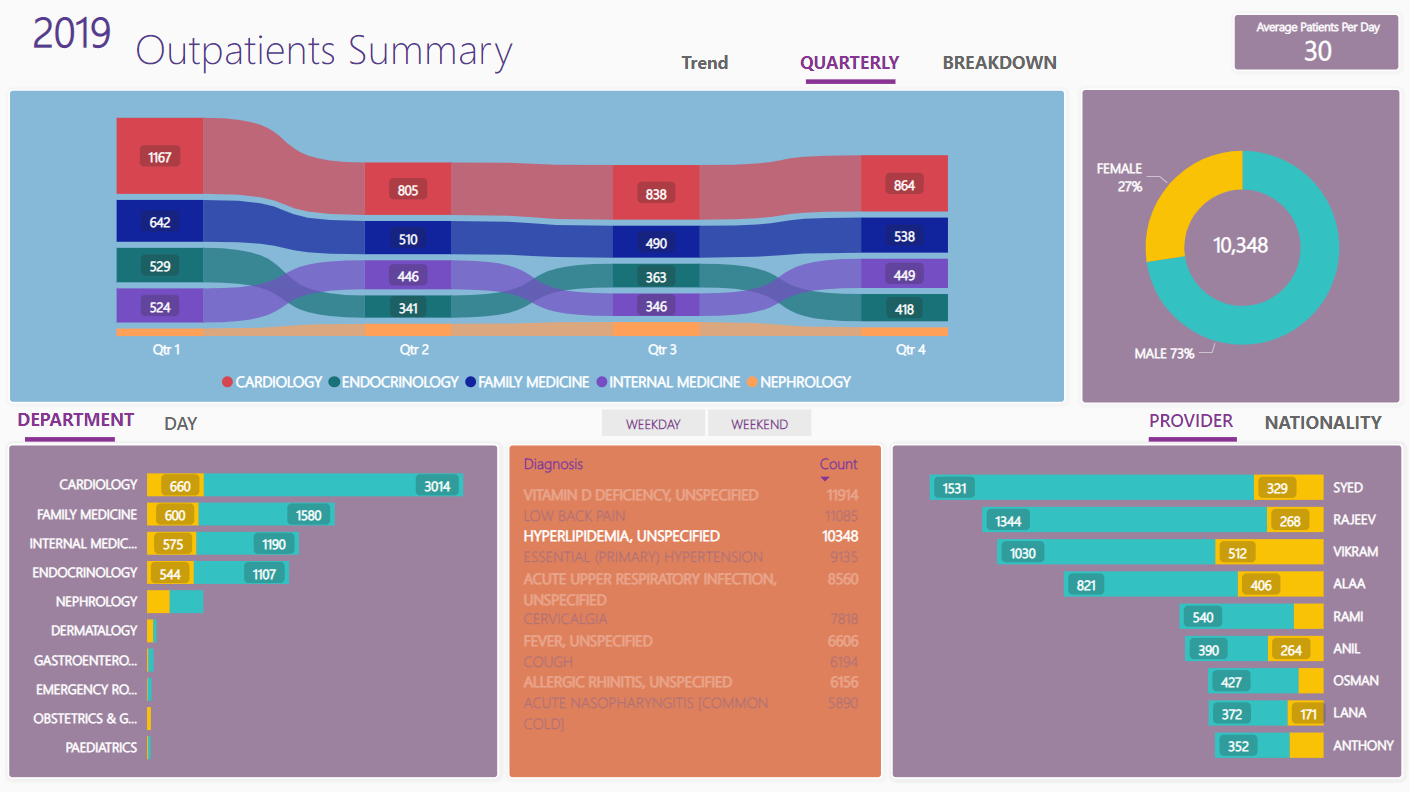 2019 Outpatients Summary
Trend QUARTERLY BREAKDOWN
Average Patients Per Day
30
1167 805 838 864
642 510 490 538
529 446 363 449
524 341 346 418
Qtr 1 Qtr 2 Qtr 3 Qtr 4
CARDIOLOGY ENDOCRINOLOGY FAMILY MEDICINE INTERNAL MEDICINE NEPHROLOGY
FEMALE
27%
10,348
MALE 73%
DEPARTMENT DAY
WEEKDAY WEEKEND
PROVIDER NATIONALITY
CARDIOLOGY 660 3014
FAMILY MEDICINE 600 1580
INTERNAL MEDIC... 575 1190
ENDOCRINOLOGY 544 1107
NEPHROLOGY
DERMATALOGY
GASTROENTERO...
EMERGENCY RO...
OBSTETRICS & G...
PAEDIATRICS
Diagnosis Count
VITAMIN D DEFICIENCY, UNSPECIFIED 11914
LOW BACK PAIN 11085
HYPERLIPIDEMIA, UNSPECIFIED 10348
ESSENTIAL (PRIMARY) HYPERTENSION 9135
ACUTE UPPER RESPIRATORY INFECTION, 8560
UNSPECIFIED
CERVICALGIA 7818
FEVER, UNSPECIFIED 6606
COUGH 6194
ALLERGIC RHINITIS, UNSPECIFIED 6156
ACUTE NASOPHARYNGITIS [COMMON 5890
COLD]
1531 329 SYED
1344 268 RAJEEV
1030 512 VIKRAM
821 406 ALAA
540 RAMI
390 264 ANIL
427 OSMAN
372 171 LANA
352 ANTHONY